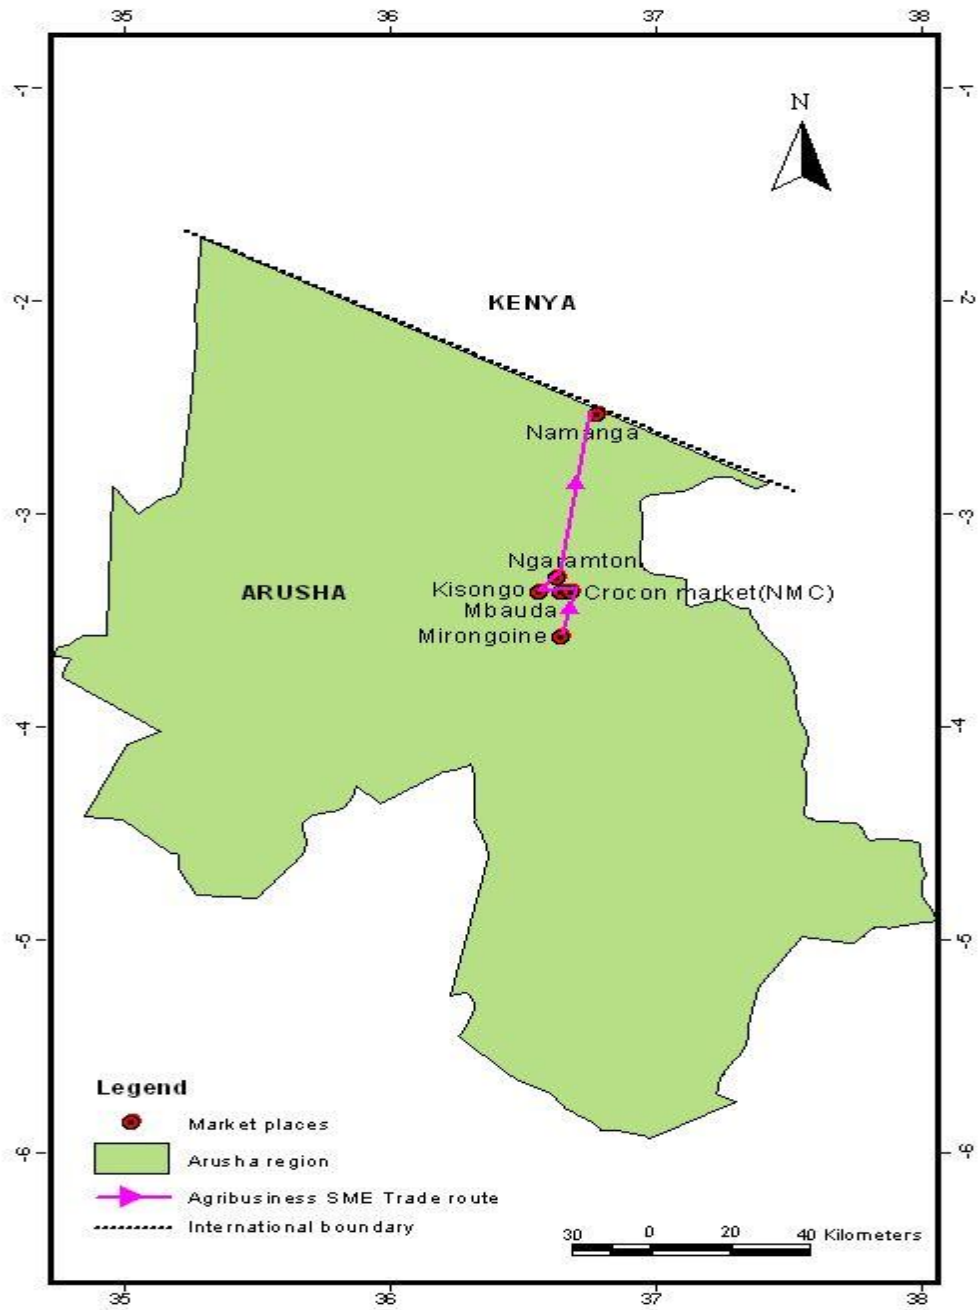 35 36 37 38
-1 -1
N
-2 -2
KENYA
Namanga
-3 -3
Ngaramtoni
Kisongo Crocon market(NMC)
ARUSHA
Mbauda
Mirongoine
-4 -4
-5 -5
Legend
Market places
-6 -6
Arusha region
Agribusiness SME Trade route
International boundary
30 0 20 40 Kilometers
35 36 37 38